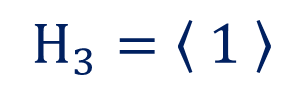 H₃ = ⟨ 1 ⟩